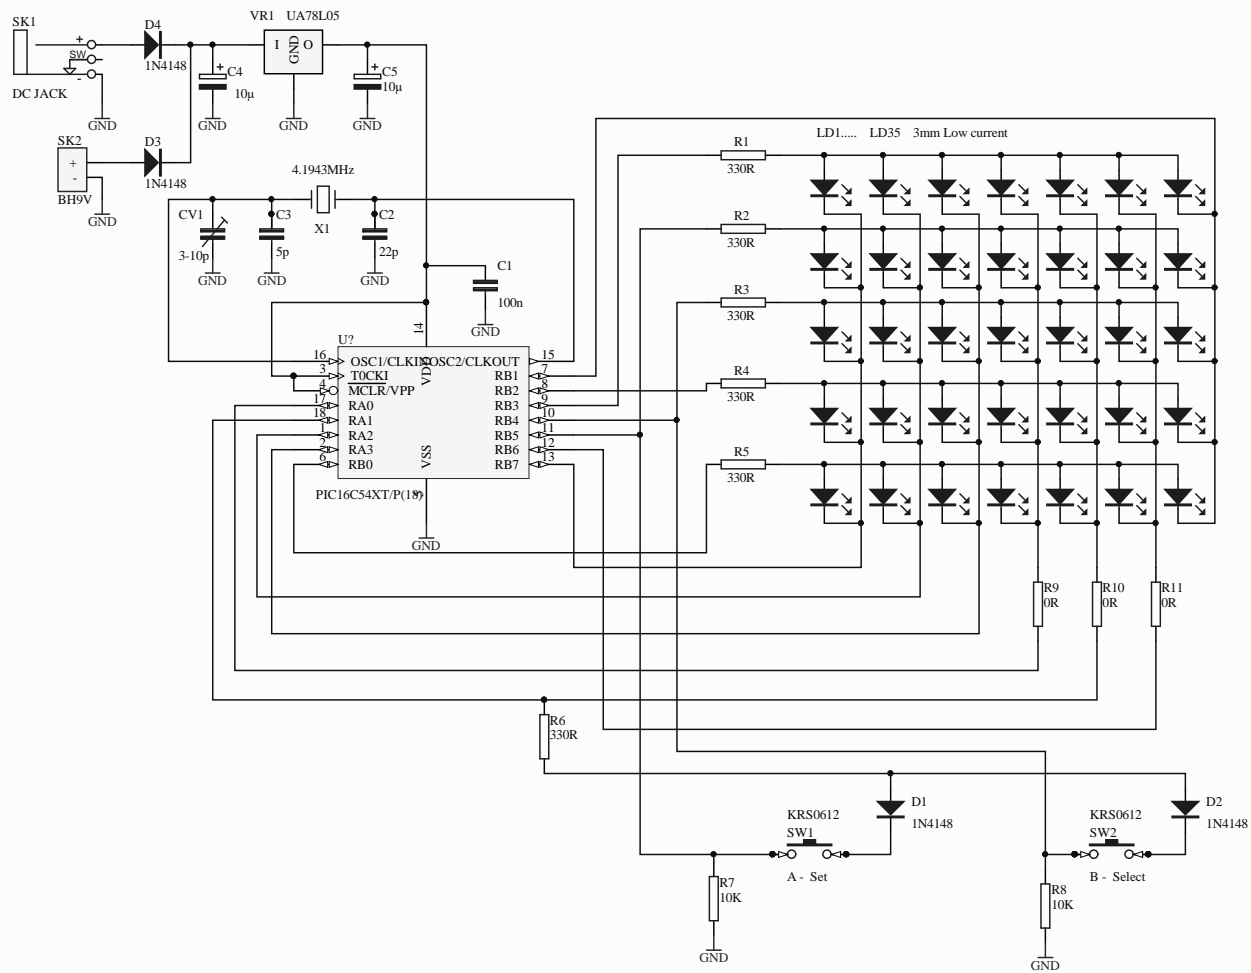 SK1
+
SW
-
DC JACK
GND
D4
1N4148
VR1 UA78L05
I GND O
GND
+
C4
10µ
GND
+
C5
10µ
GND
SK2
+
-
BH9V
GND
D3
1N4148
4.1943MHz
X1
CV1
3-10p
GND
C3
5p
GND
C2
22p
GND
C1
100n
GND
LD1..... LD35 3mm Low current
R1
330R
R2
330R
R3
330R
R4
330R
R5
330R
U?
14
VDD
16 OSC1/CLKIN
3 T0CKI
4 MCLR/VPP
17 RA0
18 RA1
1 RA2
2 RA3
6 RB0
OSC2/CLKOUT 15
RB1 7
RB2 8
RB3 9
RB4 10
RB5 11
RB6 12
RB7 13
VSS
5
PIC16C54XT/P(18)
GND
R9
0R
R10
0R
R11
0R
R6
330R
D1
1N4148
D2
1N4148
KRS0612
SW1
A - Set
KRS0612
SW2
B - Select
R7
10K
GND
R8
10K
GND